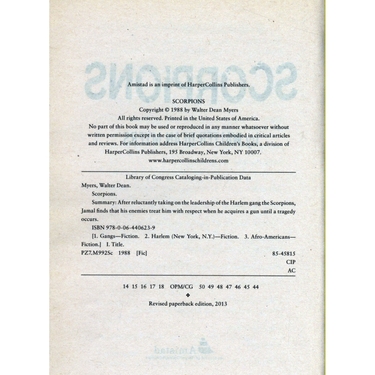 Amistad is an imprint of HarperCollins Publishers.
SCORPIONS
Copyright © 1988 by Walter Dean Myers
All rights reserved. Printed in the United States of America.
No part of this book may be used or reproduced in any manner whatsoever without
written permission except in the case of brief quotations embodied in critical articles
and reviews. For information address HarperCollins Children's Books, a division of
HarperCollins Publishers, 195 Broadway, New York, NY 10007.
www.harpercollinschildrens.com
Library of Congress Cataloging-in-Publication Data
Myers, Walter Dean.
Scorpions.
Summary: After reluctantly taking on the leadership of the Harlem gang the Scorpions,
Jamal finds that his enemies treat him with respect when he acquires a gun until a tragedy
occurs.
ISBN 978-0-06-440623-9
[1. Gangs—Fiction. 2. Harlem (New York, N.Y.)—Fiction. 3. Afro-Americans—
Fiction.] I. Title.
PZ7.M992Sc 1988 [Fic] 85-45815
CIP
AC
14 15 16 17 18 OPM/CG 50 49 48 47 46 45 44
Revised paperback edition, 2013
SCORPIONS
Amistad